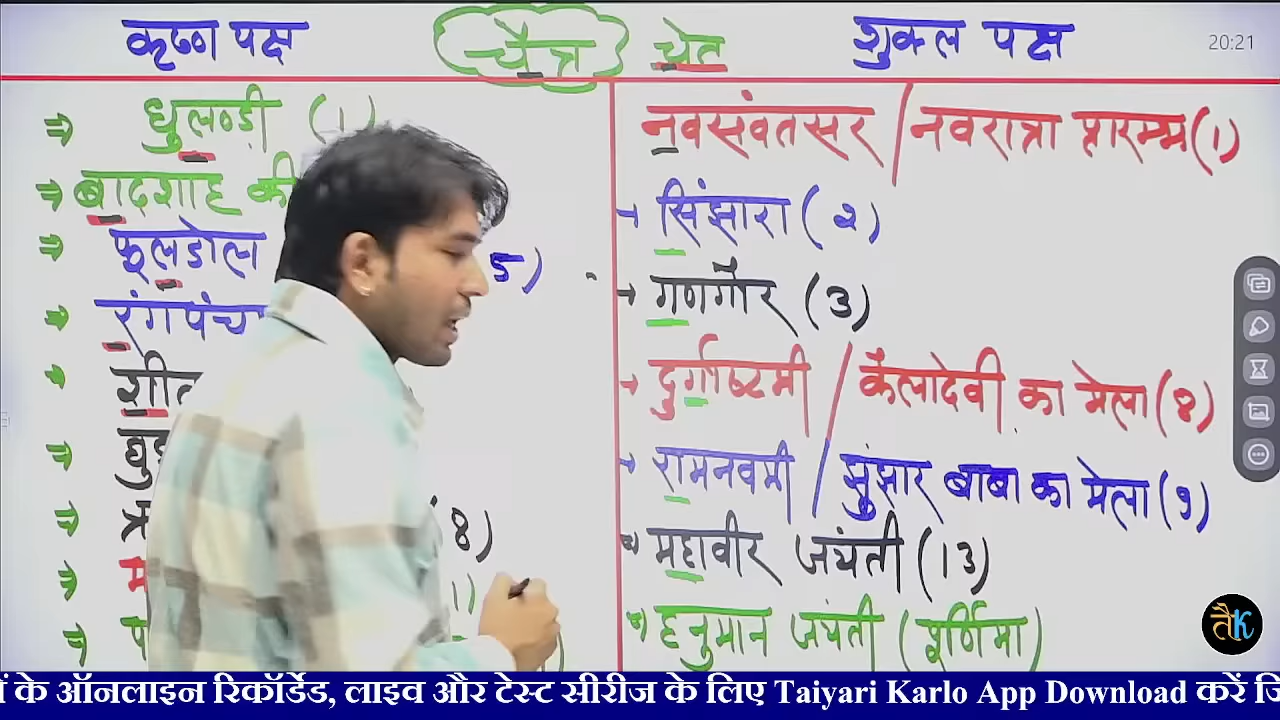 कृष्ण पक्ष
चैत्र चेत
शुक्ल पक्ष
20:21
⇒ धुलण्डी (1)
⇒ बादशाह की
⇒ फूलडोल 5)
⇒ रंगपंच
⇒
⇒
⇒ (8)
⇒
⇒
नवसंवतसर / नवरात्रा प्रारम्भ (1)
→ सिंझारा (2)
→ गणगौर (3)
→ दुर्गाष्टमी / कैलादेवी का मेला (8)
→ रामनवमी / झुंझार बाबा का मेला (9)
→ महावीर जयंती (13)
→ हनुमान जयंती (पूर्णिमा)
तैK
के ऑनलाइन रिकॉर्डेड, लाइव और टेस्ट सीरीज के लिए Taiyari Karlo App Download करें